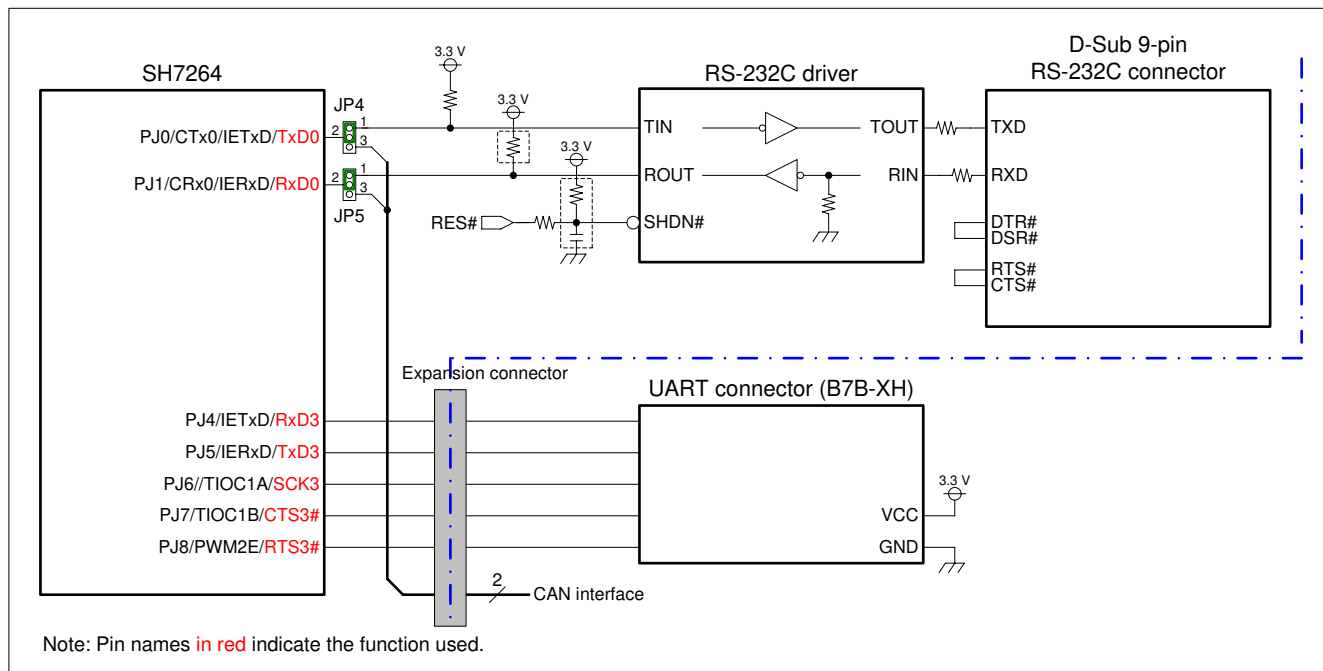 SH7264
RS-232C driver
D-Sub 9-pin
RS-232C connector
3.3 V
3.3 V
3.3 V
JP4
1
2
3
PJ0/CTx0/IETxD/TxD0
TIN
TOUT
TXD
1
2
3
PJ1/CRx0/IERxD/RxD0
JP5
ROUT
RIN
RXD
RES#
SHDN#
DTR#
DSR#
RTS#
CTS#
Expansion connector
UART connector (B7B-XH)
PJ4/IETxD/RxD3
PJ5/IERxD/TxD3
PJ6//TIOC1A/SCK3
PJ7/TIOC1B/CTS3#
PJ8/PWM2E/RTS3#
3.3 V
VCC
GND
2
CAN interface
Note: Pin names in red indicate the function used.